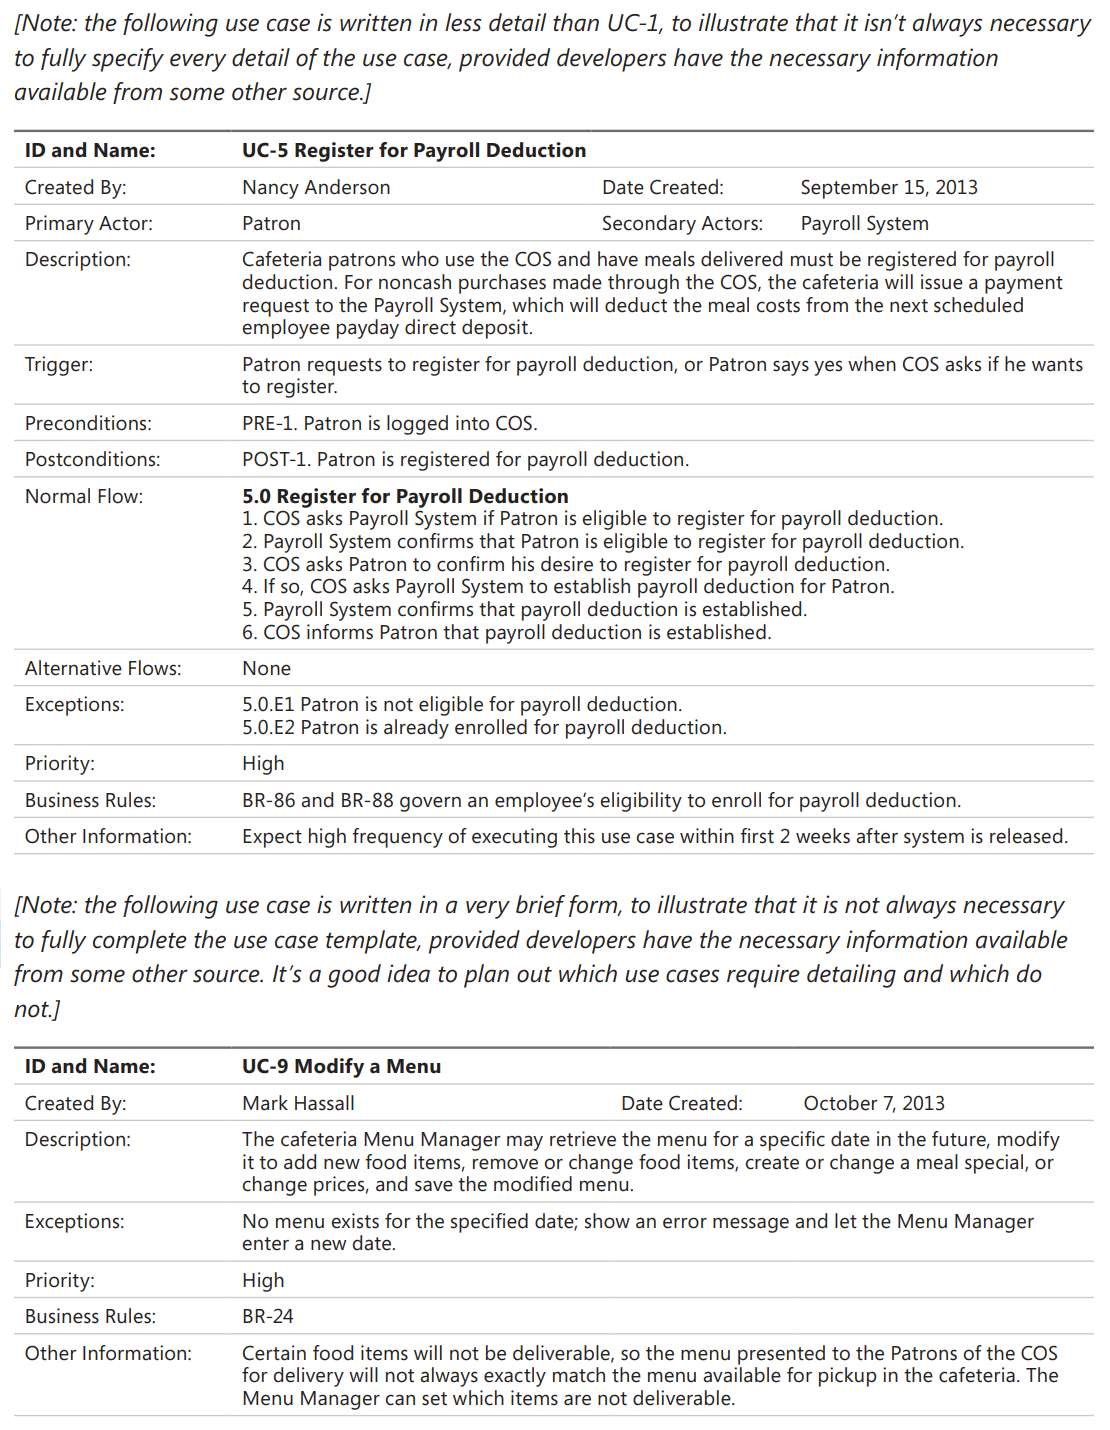 [Note: the following use case is written in less detail than UC-1, to illustrate that it isn’t always necessary
to fully specify every detail of the use case, provided developers have the necessary information
available from some other source.]
ID and Name: UC-5 Register for Payroll Deduction
Created By: Nancy Anderson Date Created: September 15, 2013
Primary Actor: Patron Secondary Actors: Payroll System
Description: Cafeteria patrons who use the COS and have meals delivered must be registered for payroll
deduction. For noncash purchases made through the COS, the cafeteria will issue a payment
request to the Payroll System, which will deduct the meal costs from the next scheduled
employee payday direct deposit.
Trigger: Patron requests to register for payroll deduction, or Patron says yes when COS asks if he wants
to register.
Preconditions: PRE-1. Patron is logged into COS.
Postconditions: POST-1. Patron is registered for payroll deduction.
Normal Flow: 5.0 Register for Payroll Deduction
1. COS asks Payroll System if Patron is eligible to register for payroll deduction.
2. Payroll System confirms that Patron is eligible to register for payroll deduction.
3. COS asks Patron to confirm his desire to register for payroll deduction.
4. If so, COS asks Payroll System to establish payroll deduction for Patron.
5. Payroll System confirms that payroll deduction is established.
6. COS informs Patron that payroll deduction is established.
Alternative Flows: None
Exceptions: 5.0.E1 Patron is not eligible for payroll deduction.
5.0.E2 Patron is already enrolled for payroll deduction.
Priority: High
Business Rules: BR-86 and BR-88 govern an employee’s eligibility to enroll for payroll deduction.
Other Information: Expect high frequency of executing this use case within first 2 weeks after system is released.
[Note: the following use case is written in a very brief form, to illustrate that it is not always necessary
to fully complete the use case template, provided developers have the necessary information available
from some other source. It’s a good idea to plan out which use cases require detailing and which do
not.]
ID and Name: UC-9 Modify a Menu
Created By: Mark Hassall Date Created: October 7, 2013
Description: The cafeteria Menu Manager may retrieve the menu for a specific date in the future, modify
it to add new food items, remove or change food items, create or change a meal special, or
change prices, and save the modified menu.
Exceptions: No menu exists for the specified date; show an error message and let the Menu Manager
enter a new date.
Priority: High
Business Rules: BR-24
Other Information: Certain food items will not be deliverable, so the menu presented to the Patrons of the COS
for delivery will not always exactly match the menu available for pickup in the cafeteria. The
Menu Manager can set which items are not deliverable.